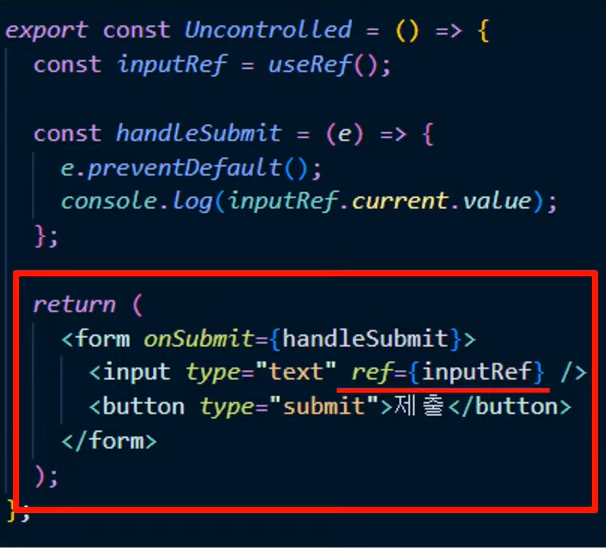 export const Uncontrolled = () => {
const inputRef = useRef();
const handleSubmit = (e) => {
e.preventDefault();
console.log(inputRef.current.value);
};
return (
<form onSubmit={handleSubmit}>
<input type="text" ref={inputRef} />
<button type="submit">제출</button>
</form>
);
};